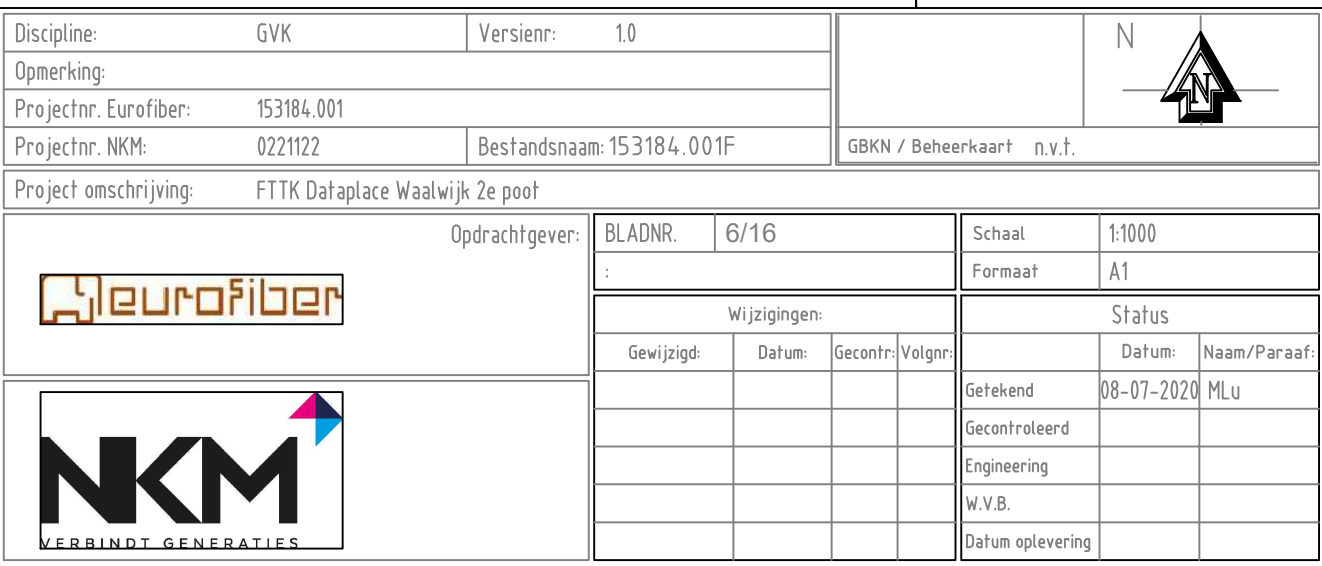 Discipline: GVK Versienr: 1.0
N
N
Opmerking:
Projectnr. Eurofiber: 153184.001
Projectnr. NKM: 0221122 Bestandsnaam: 153184.001F
GBKN / Beheerkaart n.v.t.
Project omschrijving: FTTK Dataplace Waalwijk 2e poot
Opdrachtgever:
eurofiber
NKM
VERBINDT GENERATIES
BLADNR. 6/16
:
Wijzigingen:
Gewijzigd: Datum: Gecontr: Volgnr:
Schaal 1:1000
Formaat A1
Status
Datum: Naam/Paraaf:
Getekend 08-07-2020 MLu
Gecontroleerd
Engineering
W.V.B.
Datum oplevering